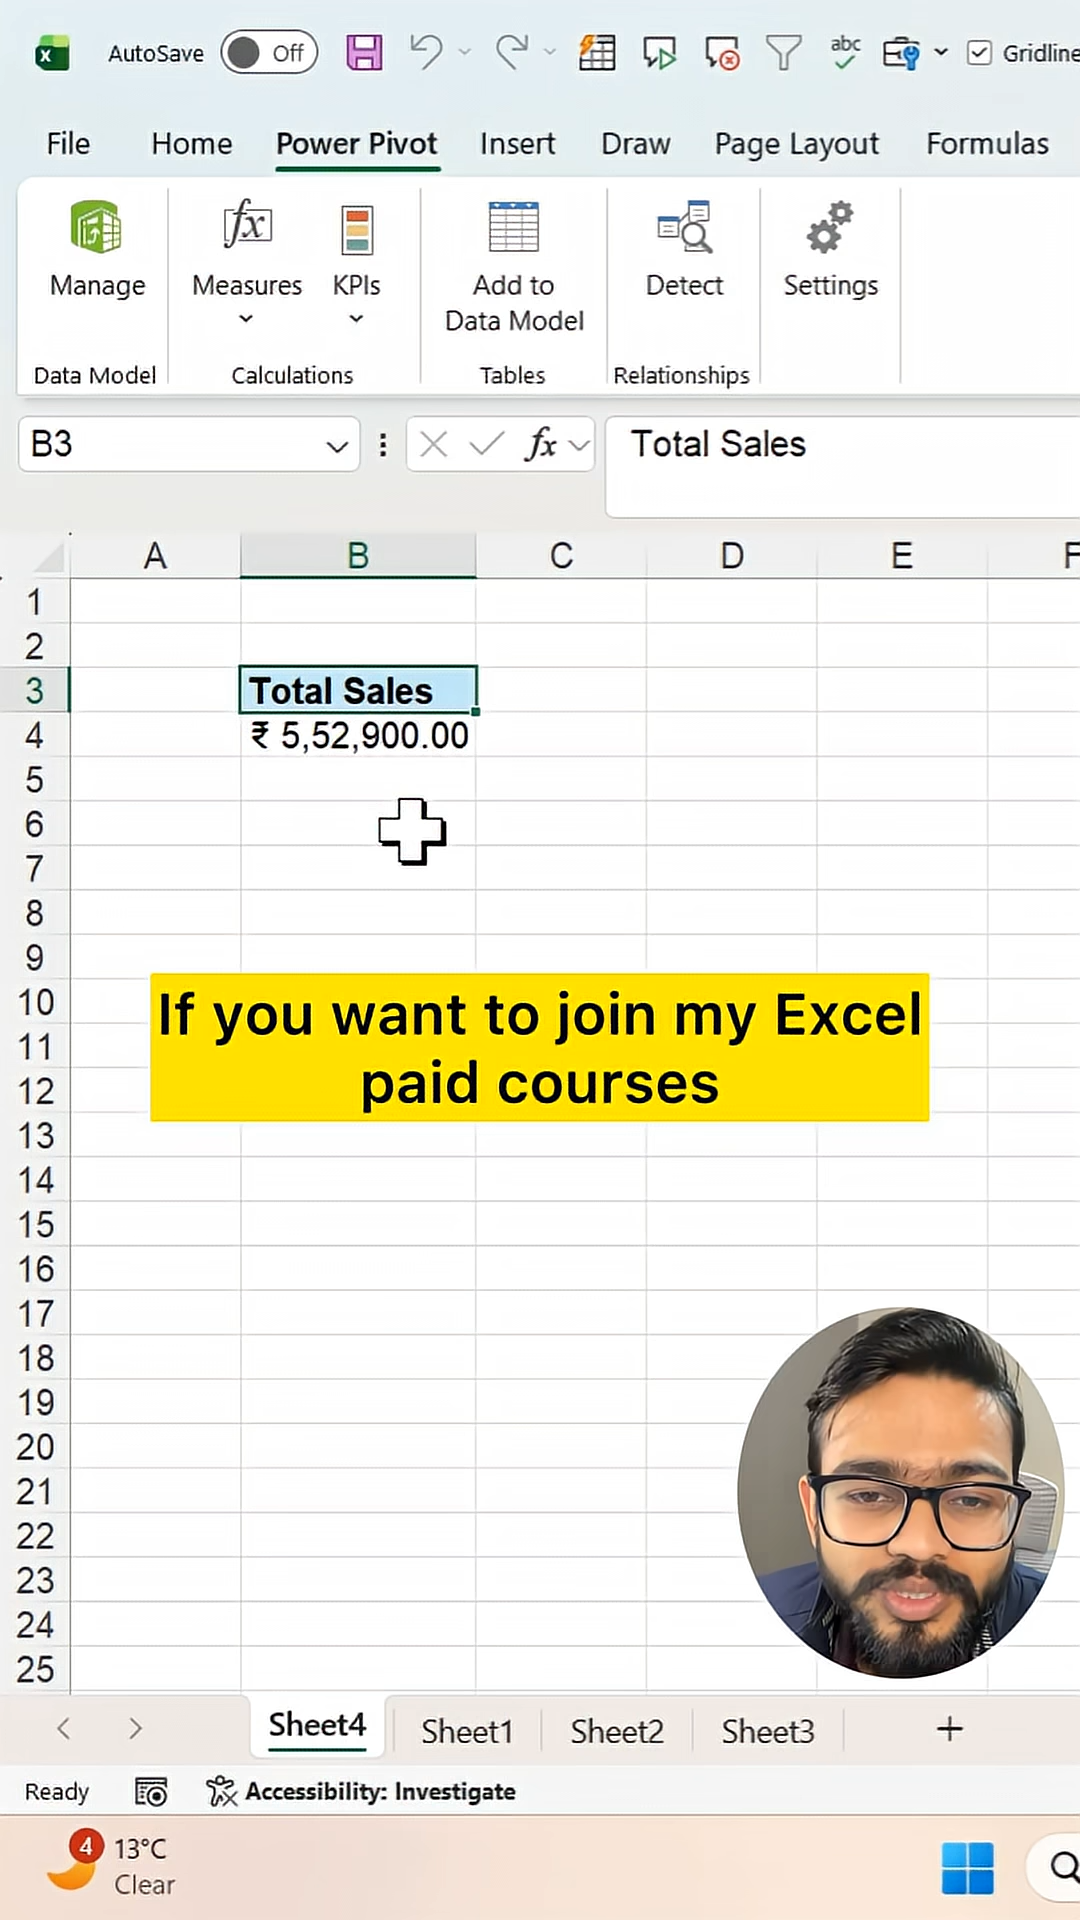 AutoSave Off abc Gridline
File Home Power Pivot Insert Draw Page Layout Formulas
Manage Measures KPIs Add to Data Model Detect Settings
Data Model Calculations Tables Relationships
B3 fx Total Sales
A B C D E F
1
2
3 Total Sales
4 ₹ 5,52,900.00
5
6
7
8
9
10
11
12
13
14
15
16
17
18
19
20
21
22
23
24
25
If you want to join my Excel
paid courses
Sheet4 Sheet1 Sheet2 Sheet3 +
Ready Accessibility: Investigate
4 13°C
Clear